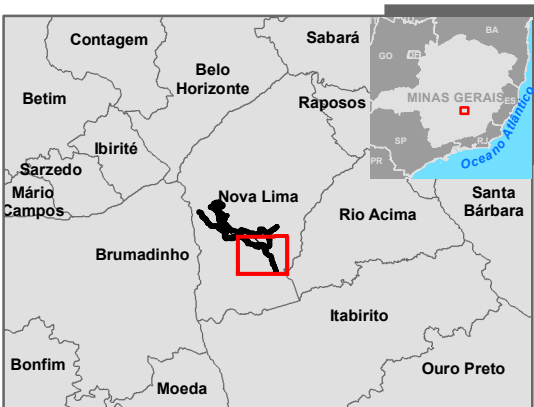 Contagem
Sabará
BA
GO
DF
Belo
Horizonte
Betim
Raposos
MINAS GERAIS
ES
Ibirité
SP
RJ
PR
Oceano Atlântico
Sarzedo
Mário
Campos
Nova Lima
Santa
Bárbara
Rio Acima
Brumadinho
Itabirito
Bonfim
Ouro Preto
Moeda